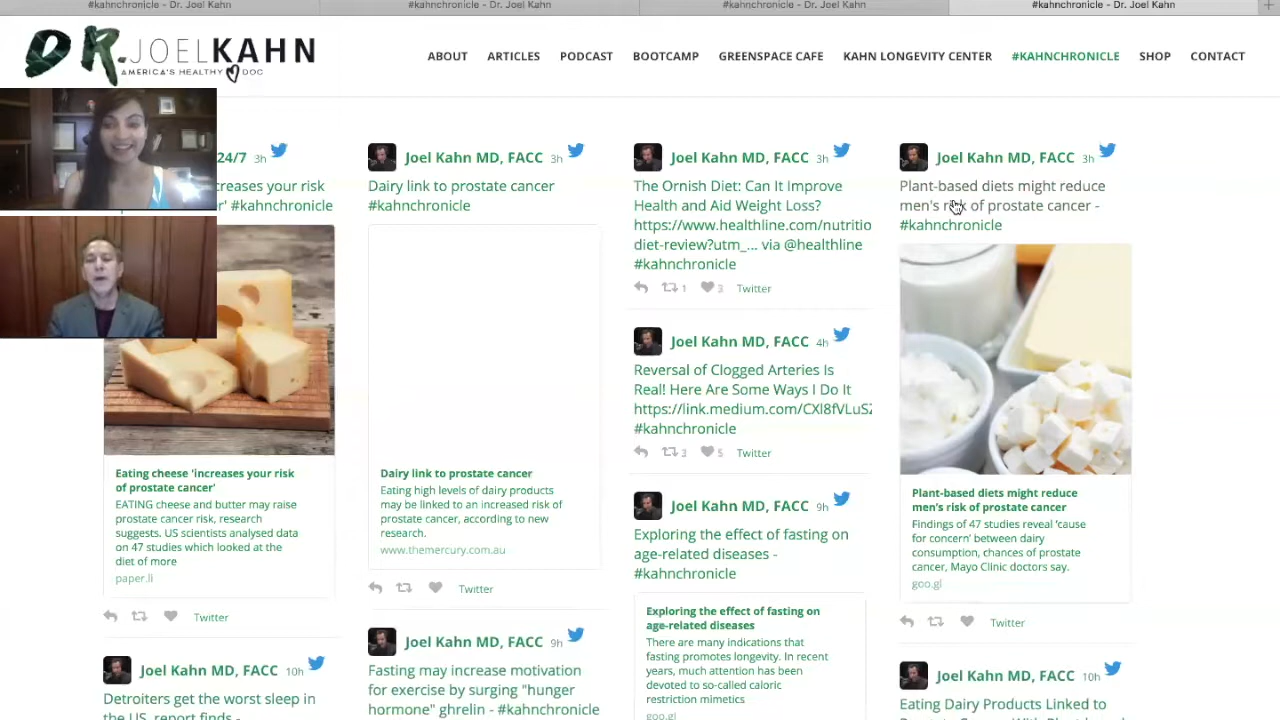 #kahnchronicle - Dr. Joel Kahn
#kahnchronicle - Dr. Joel Kahn
#kahnchronicle - Dr. Joel Kahn
#kahnchronicle - Dr. Joel Kahn
DR. JOEL KAHN
AMERICA'S HEALTHY DOC
ABOUT ARTICLES PODCAST BOOTCAMP GREENSPACE CAFE KAHN LONGEVITY CENTER #KAHNCHRONICLE SHOP CONTACT
24/7 3h
creases your risk
r' #kahnchronicle
Eating cheese 'increases your risk
of prostate cancer'
EATING cheese and butter may raise
prostate cancer risk, research
suggests. US scientists analysed data
on 47 studies which looked at the
diet of more
paper.li
Twitter
Joel Kahn MD, FACC 10h
Detroiters get the worst sleep in
the US, report finds -
Joel Kahn MD, FACC 3h
Dairy link to prostate cancer
#kahnchronicle
Dairy link to prostate cancer
Eating high levels of dairy products
may be linked to an increased risk of
prostate cancer, according to new
research.
www.themercury.com.au
Twitter
Joel Kahn MD, FACC 9h
Fasting may increase motivation
for exercise by surging "hunger
hormone" ghrelin - #kahnchronicle
Joel Kahn MD, FACC 3h
The Ornish Diet: Can It Improve
Health and Aid Weight Loss?
https://www.healthline.com/nutritio
diet-review?utm_... via @healthline
#kahnchronicle
1 3 Twitter
Joel Kahn MD, FACC 4h
Reversal of Clogged Arteries Is
Real! Here Are Some Ways I Do It
https://link.medium.com/CXl8fVLuSZ
#kahnchronicle
3 5 Twitter
Joel Kahn MD, FACC 9h
Exploring the effect of fasting on
age-related diseases -
#kahnchronicle
Exploring the effect of fasting on
age-related diseases
There are many indications that
fasting promotes longevity. In recent
years, much attention has been
devoted to so-called caloric
restriction mimetics
goo.gl
Joel Kahn MD, FACC 3h
Plant-based diets might reduce
men's risk of prostate cancer -
#kahnchronicle
Plant-based diets might reduce
men's risk of prostate cancer
Findings of 47 studies reveal 'cause
for concern' between dairy
consumption, chances of prostate
cancer, Mayo Clinic doctors say.
goo.gl
Twitter
Joel Kahn MD, FACC 10h
Eating Dairy Products Linked to